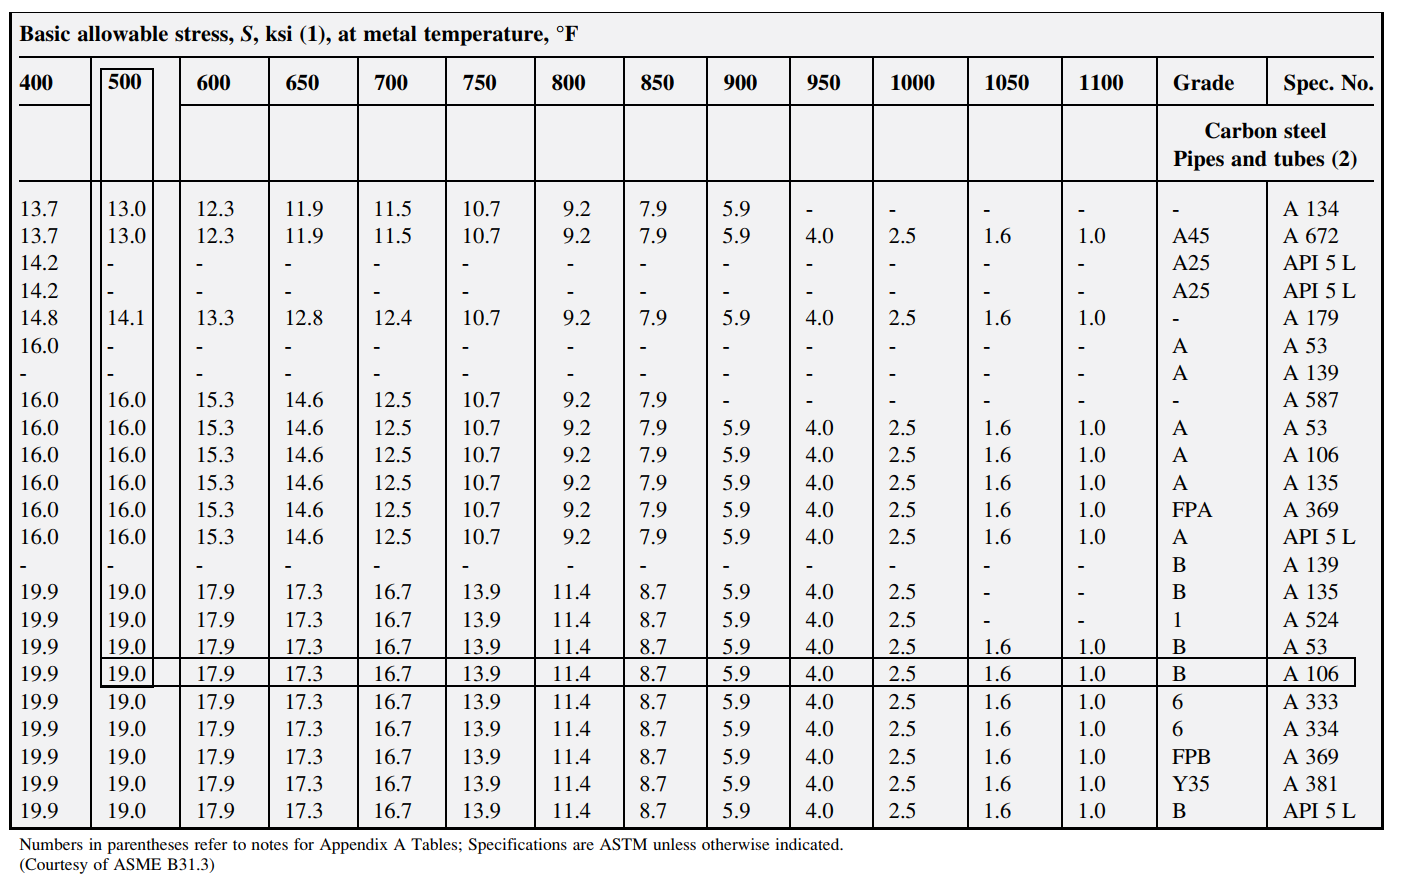 Basic allowable stress, S, ksi (1), at metal temperature, °F
400 500 600 650 700 750 800 850 900 950 1000 1050 1100 Grade Spec. No.
Carbon steel
Pipes and tubes (2)
13.7 13.0 12.3 11.9 11.5 10.7 9.2 7.9 5.9 - - - - - A 134
13.7 13.0 12.3 11.9 11.5 10.7 9.2 7.9 5.9 4.0 2.5 1.6 1.0 A45 A 672
14.2 - - - - - - - - - - - - A25 API 5 L
14.2 - - - - - - - - - - - - A25 API 5 L
14.8 14.1 13.3 12.8 12.4 10.7 9.2 7.9 5.9 4.0 2.5 1.6 1.0 - A 179
16.0 - - - - - - - - - - - - A A 53
- - - - - - - - - - - - - A A 139
16.0 16.0 15.3 14.6 12.5 10.7 9.2 7.9 - - - - - - A 587
16.0 16.0 15.3 14.6 12.5 10.7 9.2 7.9 5.9 4.0 2.5 1.6 1.0 A A 53
16.0 16.0 15.3 14.6 12.5 10.7 9.2 7.9 5.9 4.0 2.5 1.6 1.0 A A 106
16.0 16.0 15.3 14.6 12.5 10.7 9.2 7.9 5.9 4.0 2.5 1.6 1.0 A A 135
16.0 16.0 15.3 14.6 12.5 10.7 9.2 7.9 5.9 4.0 2.5 1.6 1.0 FPA A 369
16.0 16.0 15.3 14.6 12.5 10.7 9.2 7.9 5.9 4.0 2.5 1.6 1.0 A API 5 L
- - - - - - - - - - - - - B A 139
19.9 19.0 17.9 17.3 16.7 13.9 11.4 8.7 5.9 4.0 2.5 - - B A 135
19.9 19.0 17.9 17.3 16.7 13.9 11.4 8.7 5.9 4.0 2.5 - - 1 A 524
19.9 19.0 17.9 17.3 16.7 13.9 11.4 8.7 5.9 4.0 2.5 1.6 1.0 B A 53
19.9 19.0 17.9 17.3 16.7 13.9 11.4 8.7 5.9 4.0 2.5 1.6 1.0 B A 106
19.9 19.0 17.9 17.3 16.7 13.9 11.4 8.7 5.9 4.0 2.5 1.6 1.0 6 A 333
19.9 19.0 17.9 17.3 16.7 13.9 11.4 8.7 5.9 4.0 2.5 1.6 1.0 6 A 334
19.9 19.0 17.9 17.3 16.7 13.9 11.4 8.7 5.9 4.0 2.5 1.6 1.0 FPB A 369
19.9 19.0 17.9 17.3 16.7 13.9 11.4 8.7 5.9 4.0 2.5 1.6 1.0 Y35 A 381
19.9 19.0 17.9 17.3 16.7 13.9 11.4 8.7 5.9 4.0 2.5 1.6 1.0 B API 5 L
Numbers in parentheses refer to notes for Appendix A Tables; Specifications are ASTM unless otherwise indicated.
(Courtesy of ASME B31.3)